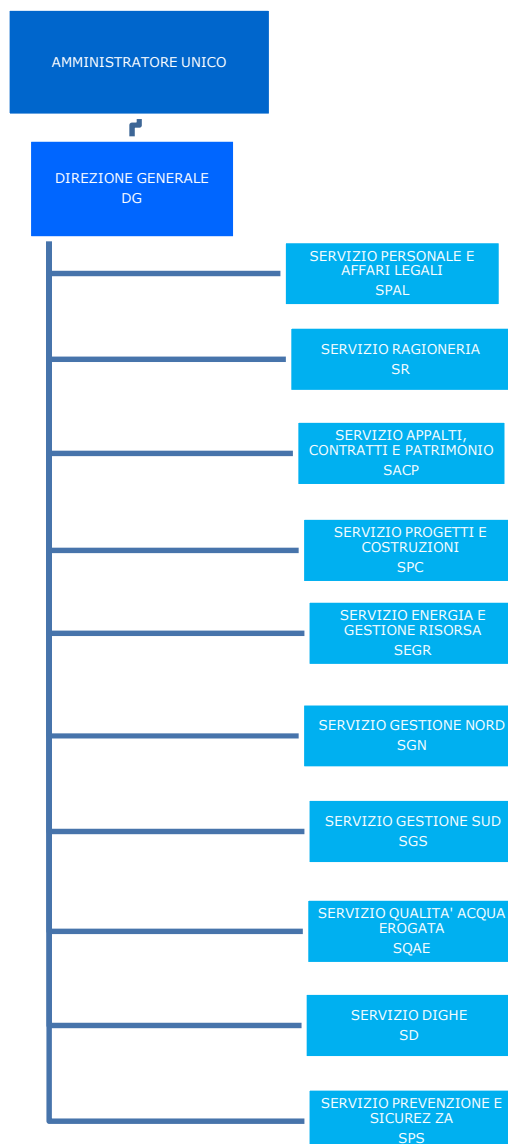 AMMINISTRATORE UNICO
DIREZIONE GENERALE
DG
SERVIZIO PERSONALE E
AFFARI LEGALI
SPAL
SERVIZIO RAGIONERIA
SR
SERVIZIO APPALTI,
CONTRATTI E PATRIMONIO
SACP
SERVIZIO PROGETTI E
COSTRUZIONI
SPC
SERVIZIO ENERGIA E
GESTIONE RISORSA
SEGR
SERVIZIO GESTIONE NORD
SGN
SERVIZIO GESTIONE SUD
SGS
SERVIZIO QUALITA' ACQUA
EROGATA
SQAE
SERVIZIO DIGHE
SD
SERVIZIO PREVENZIONE E
SICUREZ ZA
SPS